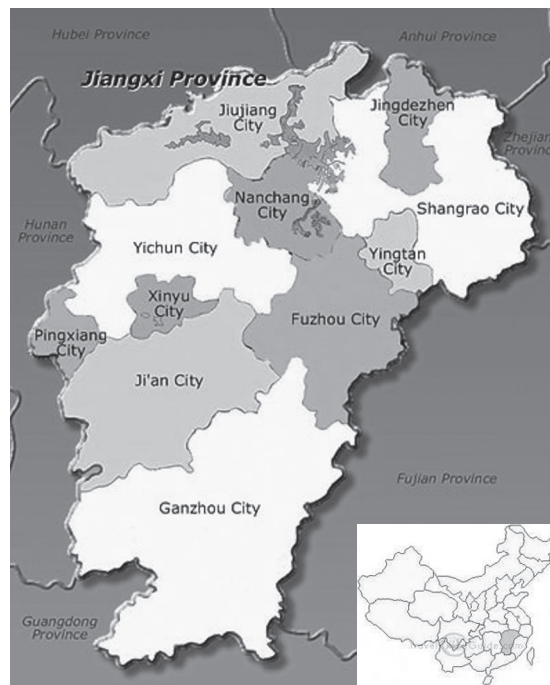 Hubei Province
Anhui Province
Jiangxi Province
Jiujiang
City
Jingdezhen
City
Zhejiang
Provinc
Nanchang
City
Shangrao City
Hunan
Province
Yichun City
Yingtan
City
Xinyu
City
Fuzhou City
Pingxiang
City
Ji'an City
Fujian Province
Ganzhou City
Guangdong
Province